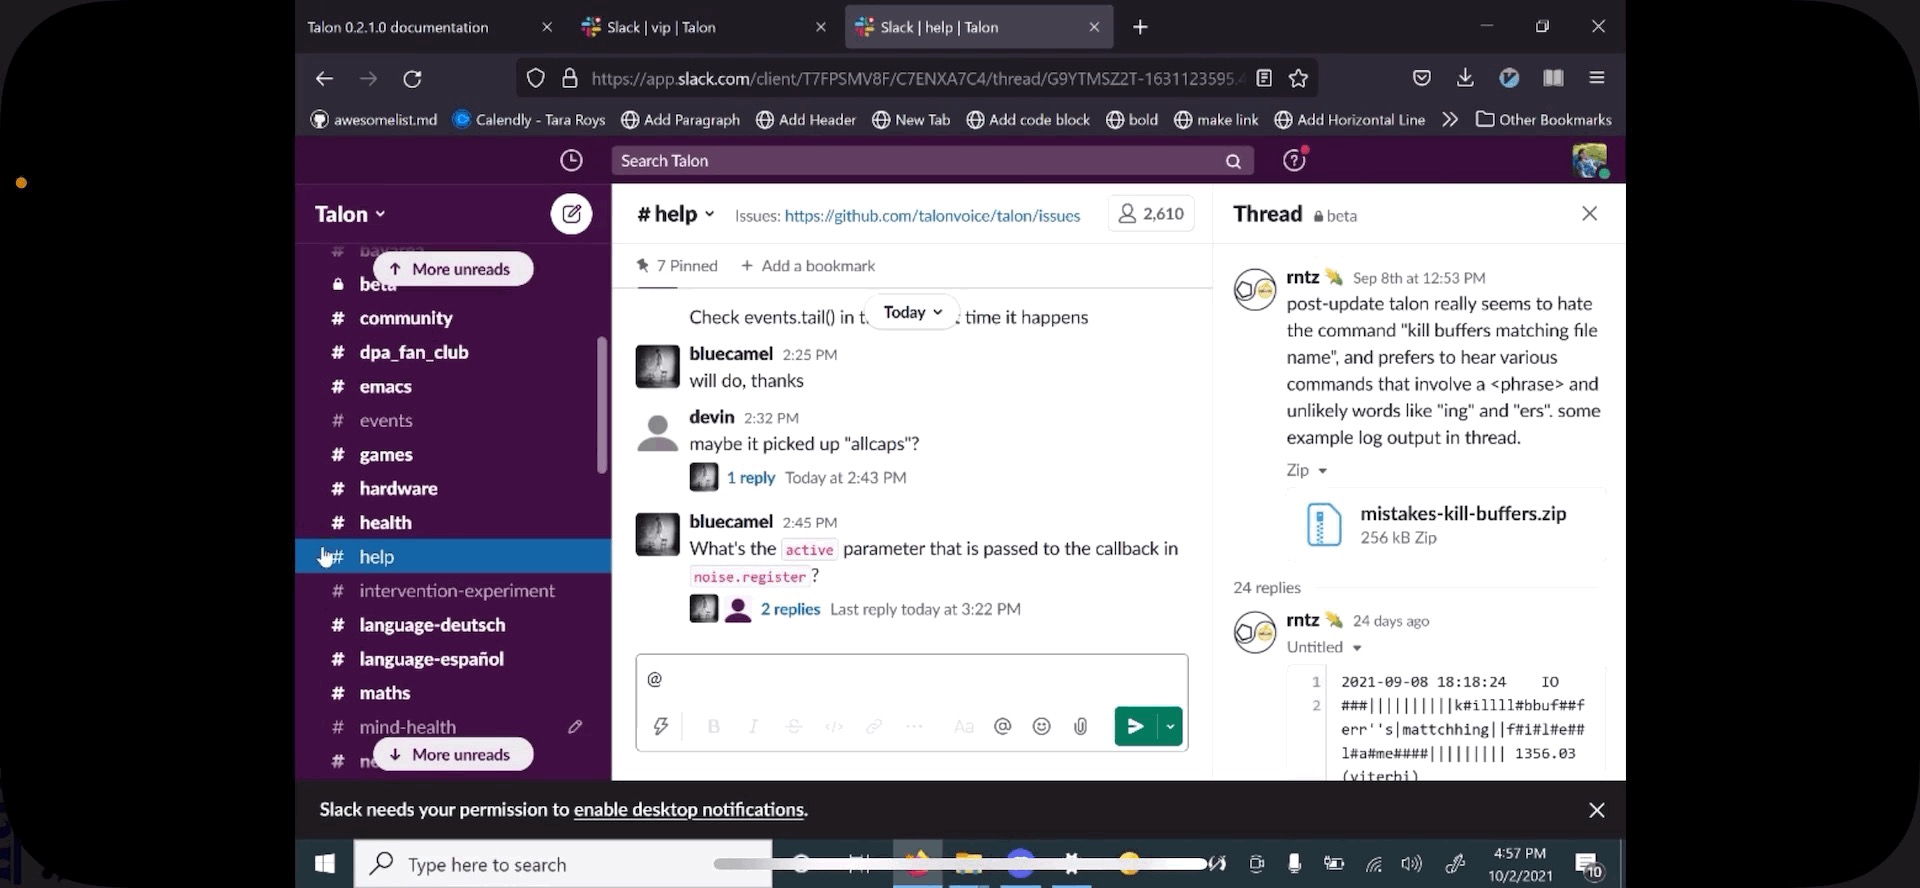 Talon 0.2.1.0 documentation
Slack | vip | Talon
Slack | help | Talon
https://app.slack.com/client/T7FPSMV8F/C7ENXA7C4/thread/G9YTMSZ2T-1631123595.4
awesomelist.md
Calendly - Tara Roys
Add Paragraph
Add Header
New Tab
Add code block
bold
make link
Add Horizontal Line
Other Bookmarks
Search Talon
Talon
More unreads
# bayarea
beta
# community
# dpa_fan_club
# emacs
# events
# games
# hardware
# health
# help
# intervention-experiment
# language-deutsch
# language-español
# maths
# mind-health
More unreads
# help
Issues: https://github.com/talonvoice/talon/issues
2,610
7 Pinned
+ Add a bookmark
Today
Check events.tail() in time it happens
bluecamel 2:25 PM
will do, thanks
devin 2:32 PM
maybe it picked up "allcaps"?
1 reply Today at 2:43 PM
bluecamel 2:45 PM
What's the active parameter that is passed to the callback in
noise.register ?
2 replies Last reply today at 3:22 PM
@
B I S </> Aa @
Thread beta
rntz Sep 8th at 12:53 PM
post-update talon really seems to hate
the command "kill buffers matching file
name", and prefers to hear various
commands that involve a <phrase> and
unlikely words like "ing" and "ers". some
example log output in thread.
Zip
mistakes-kill-buffers.zip
256 kB Zip
24 replies
rntz 24 days ago
Untitled
1 2021-09-08 18:18:24 IO
2 ###||||||||||k#illll#bbuf##f
err''s|mattchhing||f#i#l#e##
l#a#me####||||||||| 1356.03
(viterbi)
Slack needs your permission to enable desktop notifications.
Type here to search
4:57 PM
10/2/2021
10